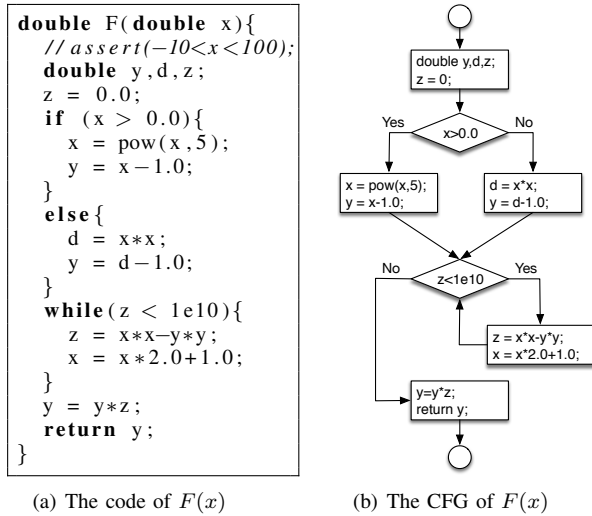 double F(double x){
// assert(−10<x<100);
double y,d,z;
z = 0.0;
if (x > 0.0){
x = pow(x,5);
y = x−1.0;
}
else{
d = x*x;
y = d−1.0;
}
while(z < 1e10){
z = x*x−y*y;
x = x*2.0+1.0;
}
y = y*z;
return y;
}
(a) The code of F(x)
double y,d,z;
z = 0;
Yes
x>0.0
No
x = pow(x,5);
y = x-1.0;
d = x*x;
y = d-1.0;
No
z<1e10
Yes
z = x*x-y*y;
x = x*2.0+1.0;
y=y*z;
return y;
(b) The CFG of F(x)